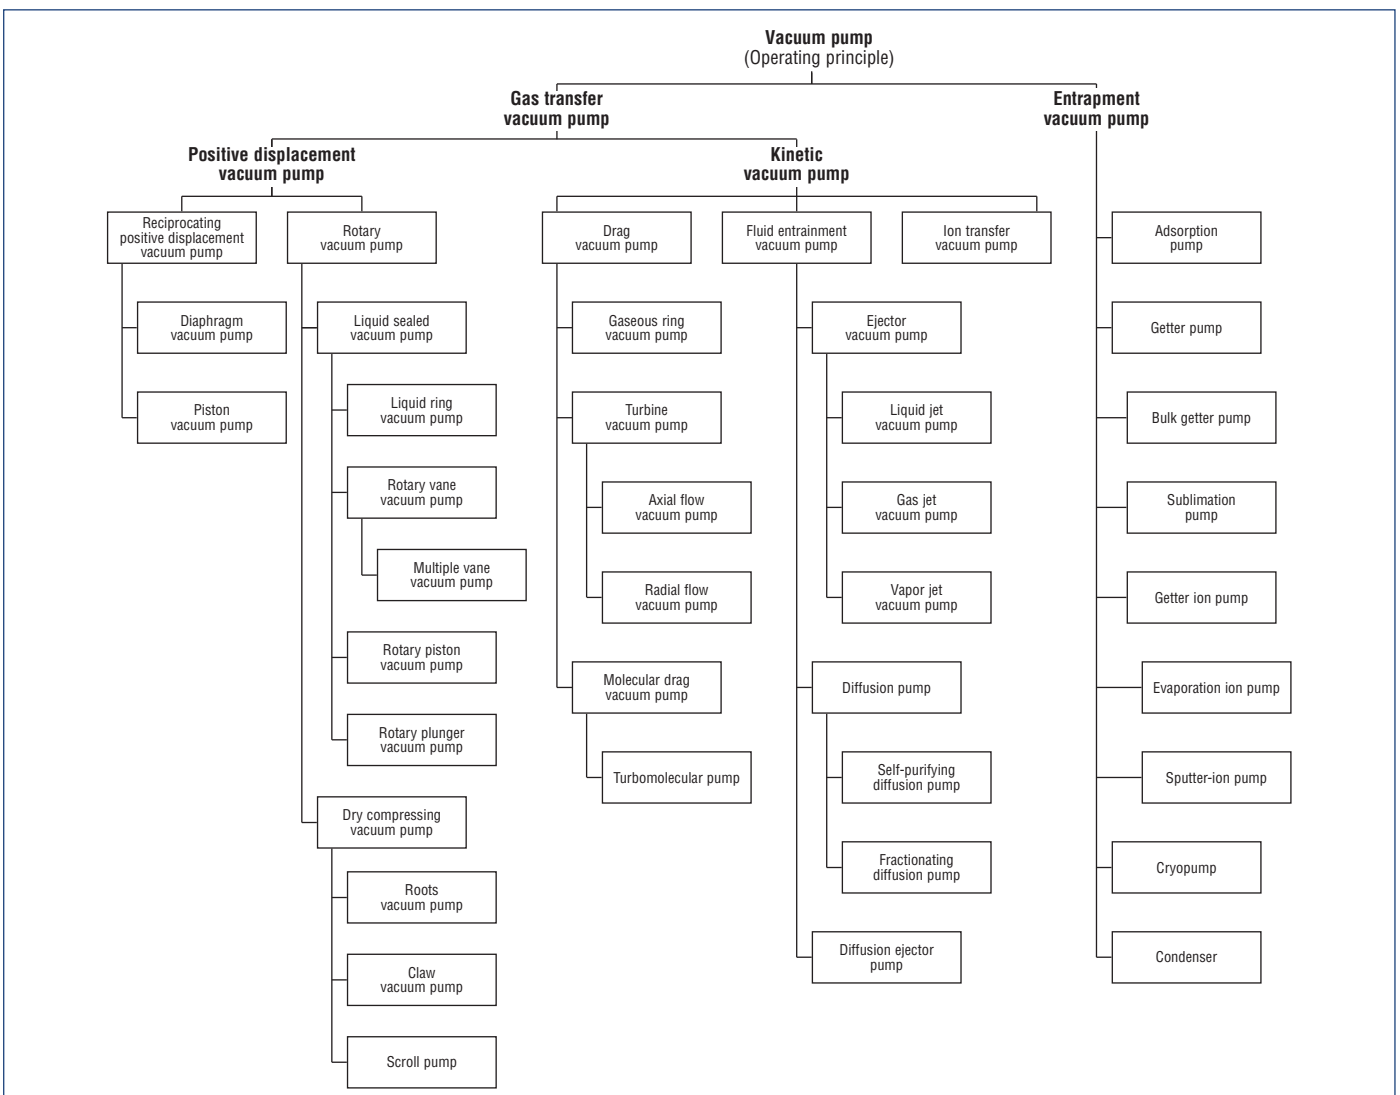 Vacuum pump
(Operating principle)
Gas transfer
vacuum pump
Entrapment
vacuum pump
Positive displacement
vacuum pump
Kinetic
vacuum pump
Reciprocating
positive displacement
vacuum pump
Rotary
vacuum pump
Drag
vacuum pump
Fluid entrainment
vacuum pump
Ion transfer
vacuum pump
Adsorption
pump
Diaphragm
vacuum pump
Liquid sealed
vacuum pump
Gaseous ring
vacuum pump
Ejector
vacuum pump
Getter pump
Piston
vacuum pump
Liquid ring
vacuum pump
Turbine
vacuum pump
Liquid jet
vacuum pump
Bulk getter pump
Rotary vane
vacuum pump
Axial flow
vacuum pump
Gas jet
vacuum pump
Sublimation
pump
Multiple vane
vacuum pump
Radial flow
vacuum pump
Vapor jet
vacuum pump
Getter ion pump
Rotary piston
vacuum pump
Molecular drag
vacuum pump
Diffusion pump
Evaporation ion pump
Rotary plunger
vacuum pump
Turbomolecular pump
Self-purifying
diffusion pump
Sputter-ion pump
Dry compressing
vacuum pump
Fractionating
diffusion pump
Cryopump
Roots
vacuum pump
Diffusion ejector
pump
Condenser
Claw
vacuum pump
Scroll pump